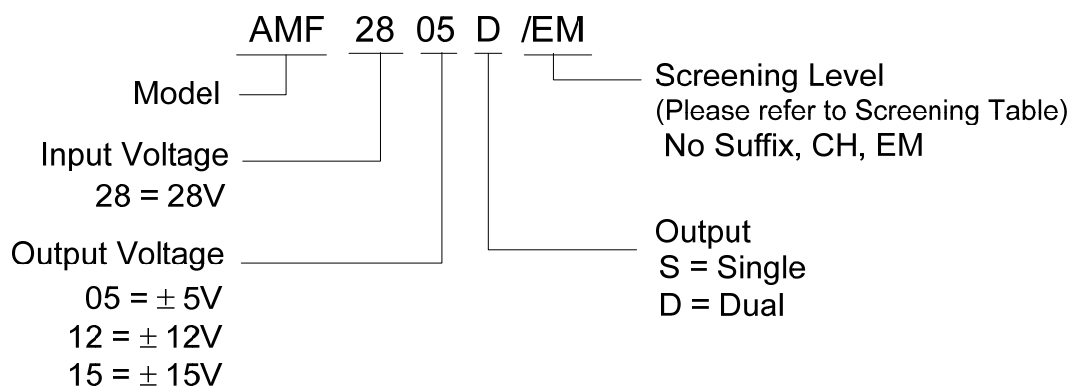 AMF 28 05 D /EM
Model
Input Voltage
28 = 28V
Output Voltage
05 = ± 5V
12 = ± 12V
15 = ± 15V
Screening Level
(Please refer to Screening Table)
No Suffix, CH, EM
Output
S = Single
D = Dual